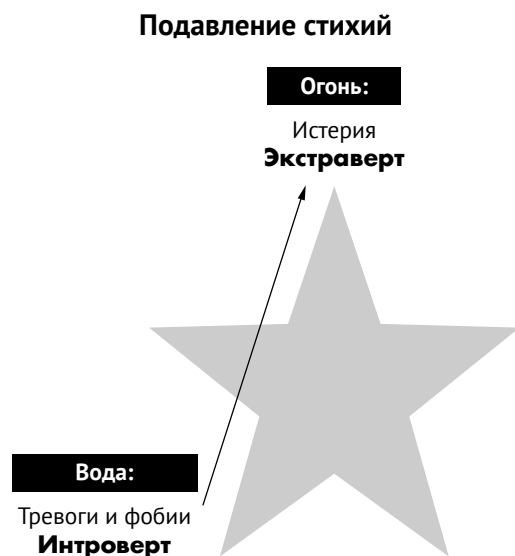 Подавление стихий
Огонь:
Истерия
Экстраверт
Вода:
Тревоги и фобии
Интроверт